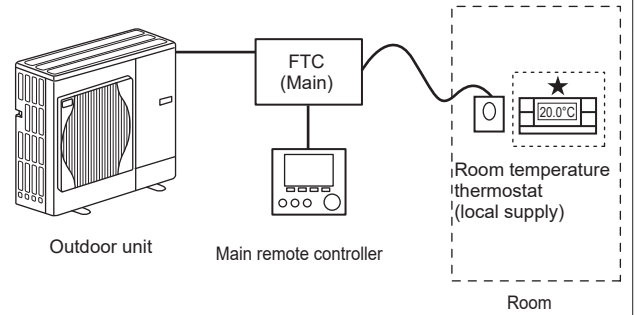 FTC
(Main)
20.0°C
Room temperature
thermostat
(local supply)
Outdoor unit
Main remote controller
Room